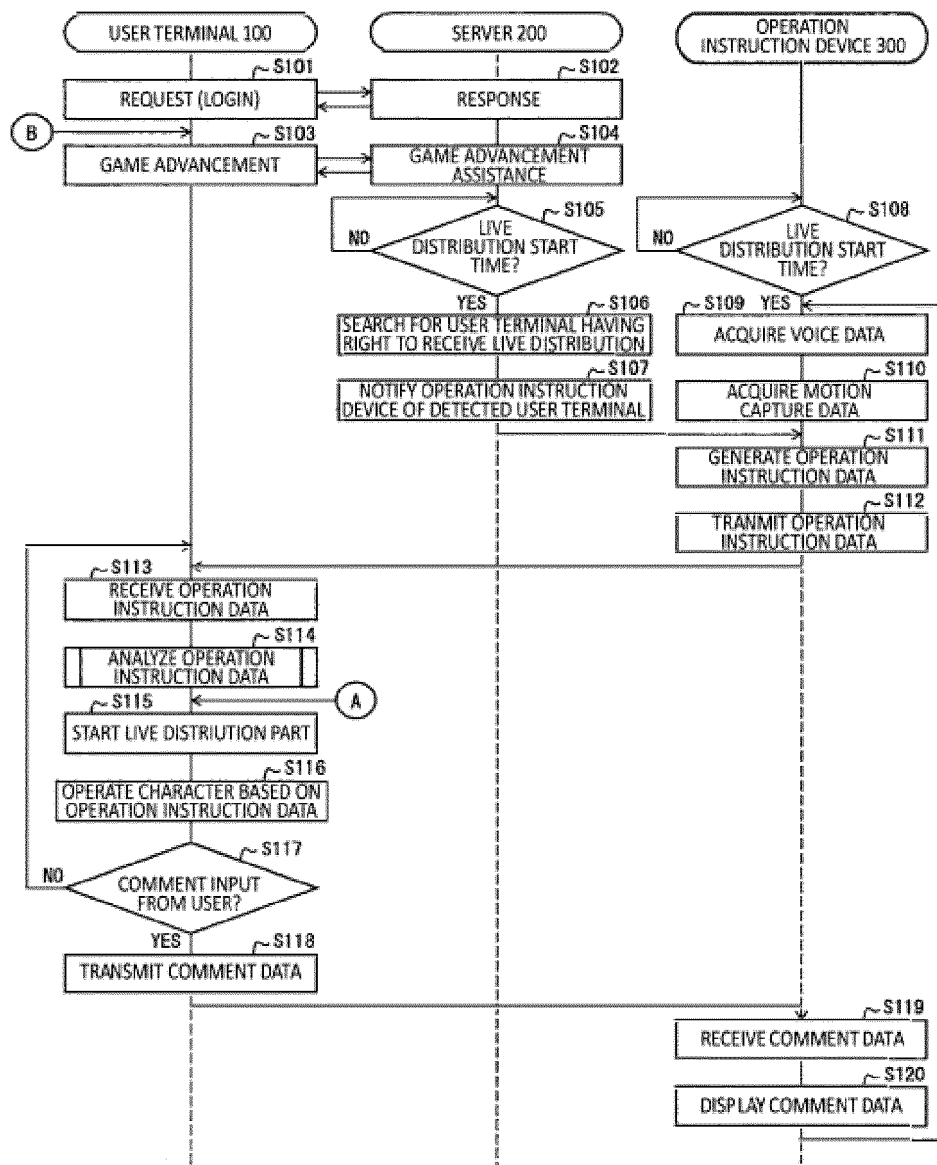 USER TERMINAL 100
SERVER 200
OPERATION
INSTRUCTION DEVICE 300
S101
REQUEST (LOGIN)
S102
RESPONSE
B
S103
GAME ADVANCEMENT
S104
GAME ADVANCEMENT
ASSISTANCE
S105
LIVE
DISTRIBUTION START
TIME?
NO
YES
S108
LIVE
DISTRIBUTION START
TIME?
NO
YES
S106
SEARCH FOR USER TERMINAL HAVING
RIGHT TO RECEIVE LIVE DISTRIBUTION
S109
ACQUIRE VOICE DATA
S107
NOTIFY OPERATION INSTRUCTION
DEVICE OF DETECTED USER TERMINAL
S110
ACQUIRE MOTION
CAPTURE DATA
S111
GENERATE OPERATION
INSTRUCTION DATA
S112
TRANMIT OPERATION
INSTRUCTION DATA
S113
RECEIVE OPERATION
INSTRUCTION DATA
S114
ANALYZE OPERATION
INSTRUCTION DATA
A
S115
START LIVE DISTRIUTION PART
S116
OPERATE CHARACTER BASED ON
OPERATION INSTRUCTION DATA
S117
COMMENT INPUT
FROM USER?
NO
YES
S118
TRANSMIT COMMENT DATA
S119
RECEIVE COMMENT DATA
S120
DISPLAY COMMENT DATA